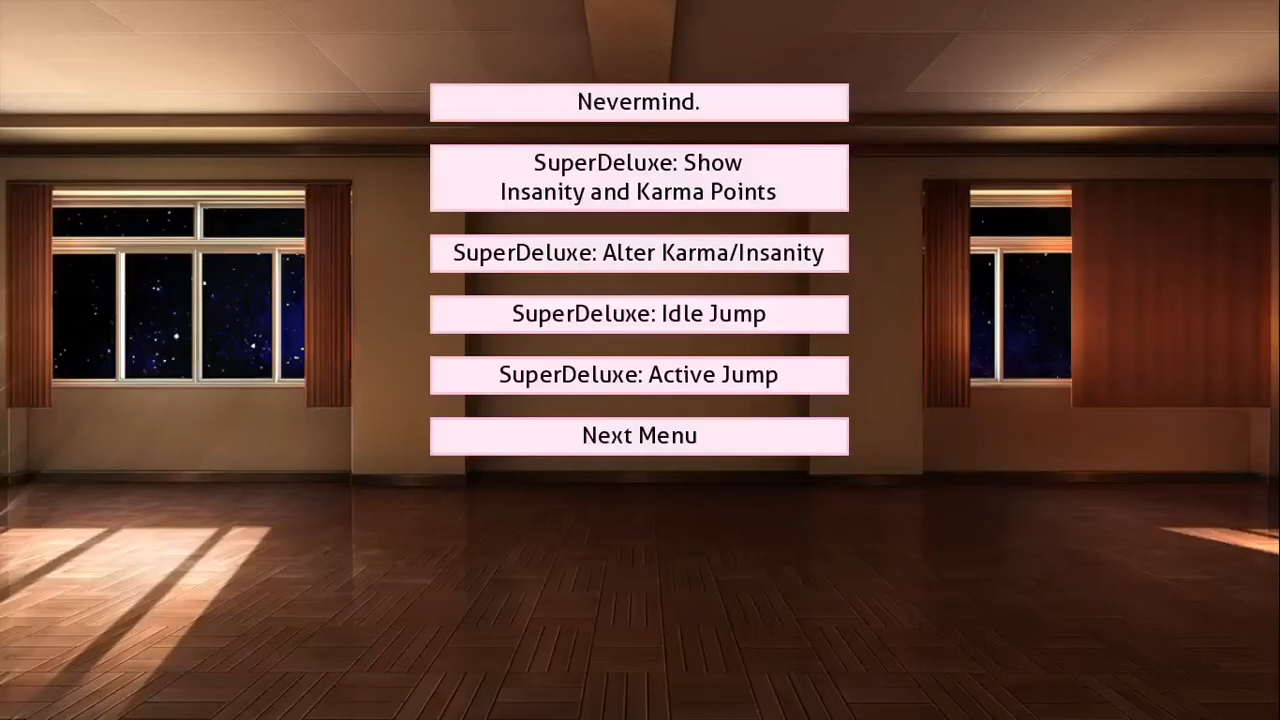 Nevermind.
SuperDeluxe: Show
Insanity and Karma Points
SuperDeluxe: Alter Karma/Insanity
SuperDeluxe: Idle Jump
SuperDeluxe: Active Jump
Next Menu